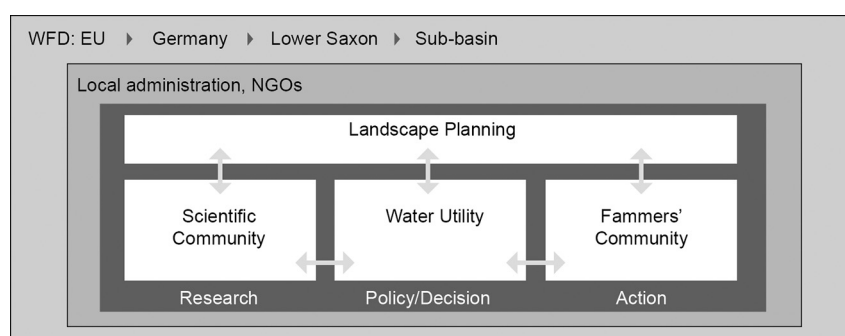 WFD: EU Germany Lower Saxon Sub-basin
Local administration, NGOs
Landscape Planning
Scientific
Community
Water Utility
Fammers'
Community
Research
Policy/Decision
Action